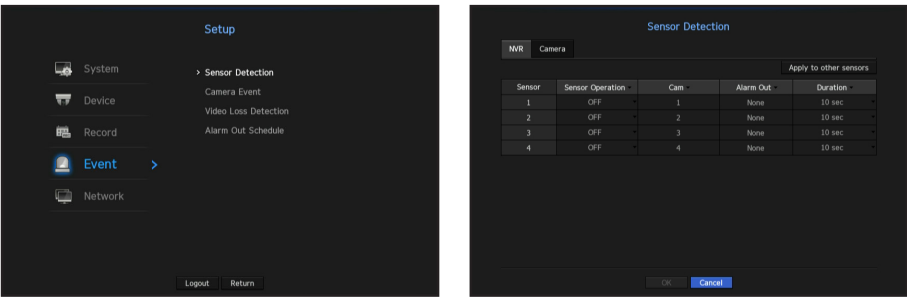 Setup
System
Device
Record
Event
Network
Sensor Detection
Camera Event
Video Loss Detection
Alarm Out Schedule
Logout Return
Sensor Detection
NVR Camera
Apply to other sensors
Sensor Sensor Operation Cam Alarm Out Duration
1 OFF 1 None 10 sec
2 OFF 2 None 10 sec
3 OFF 3 None 10 sec
4 OFF 4 None 10 sec
OK Cancel